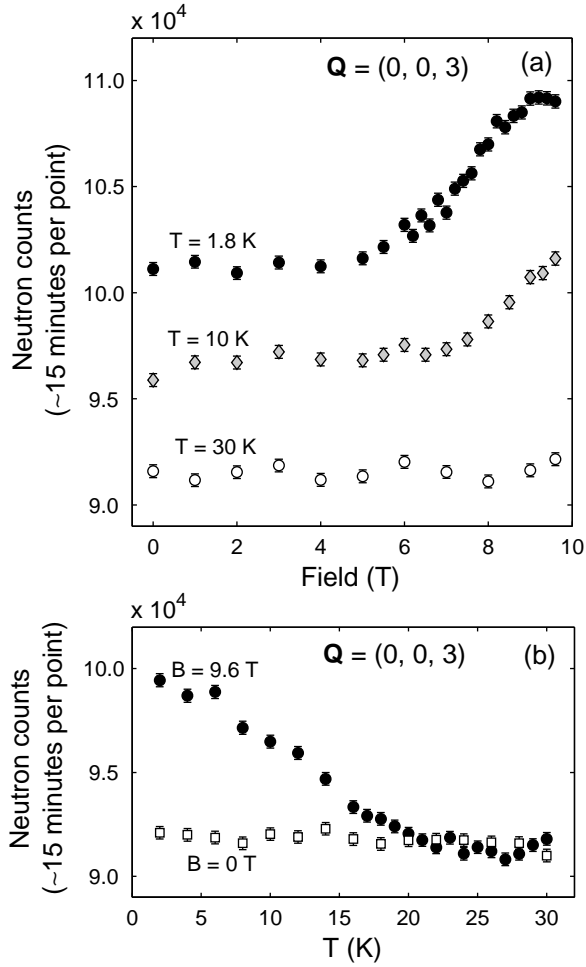 x 10^4
Q = (0, 0, 3)
(a)
11.0
10.5
10.0
9.5
9.0
T = 1.8 K
T = 10 K
T = 30 K
Neutron counts
(~15 minutes per point)
0 2 4 6 8 10
Field (T)
x 10^4
B = 9.6 T
Q = (0, 0, 3)
(b)
10.0
9.5
9.0
B = 0 T
Neutron counts
(~15 minutes per point)
0 5 10 15 20 25 30
T (K)